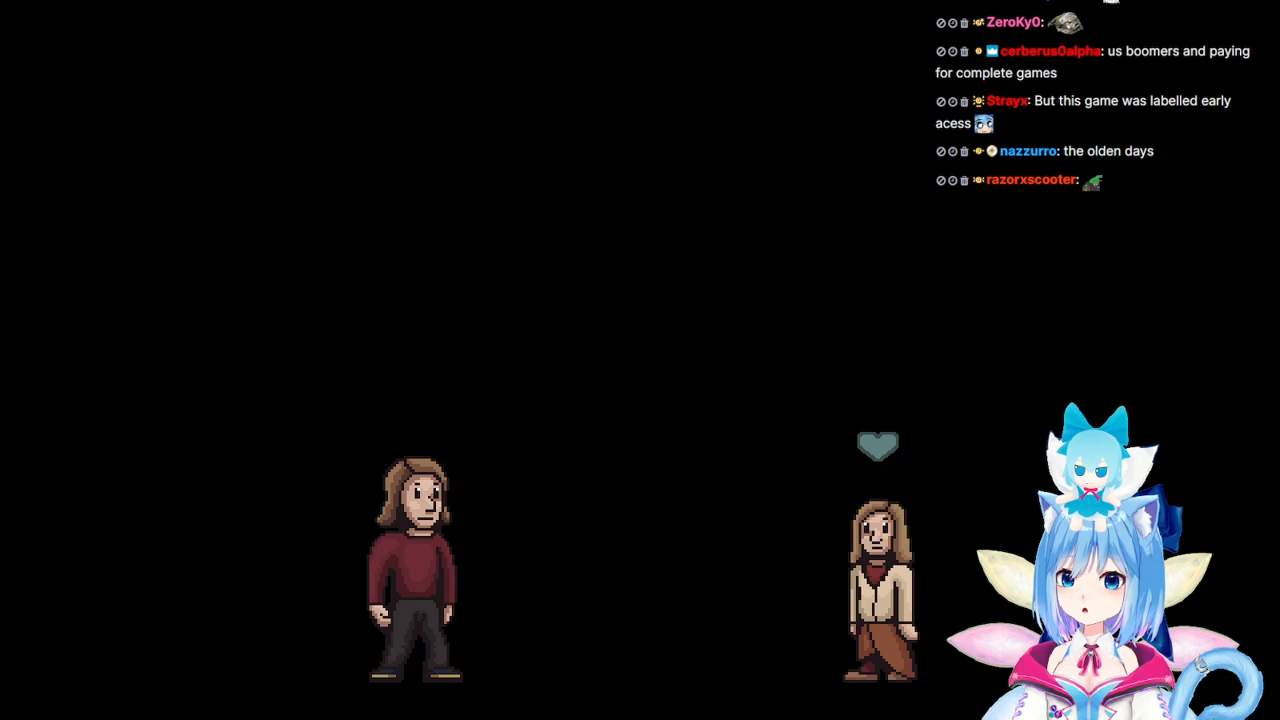 ZeroKy0:
cerberus0alpha: us boomers and paying
for complete games
Strayx: But this game was labelled early
acess
nazzurro: the olden days
razorxscooter: